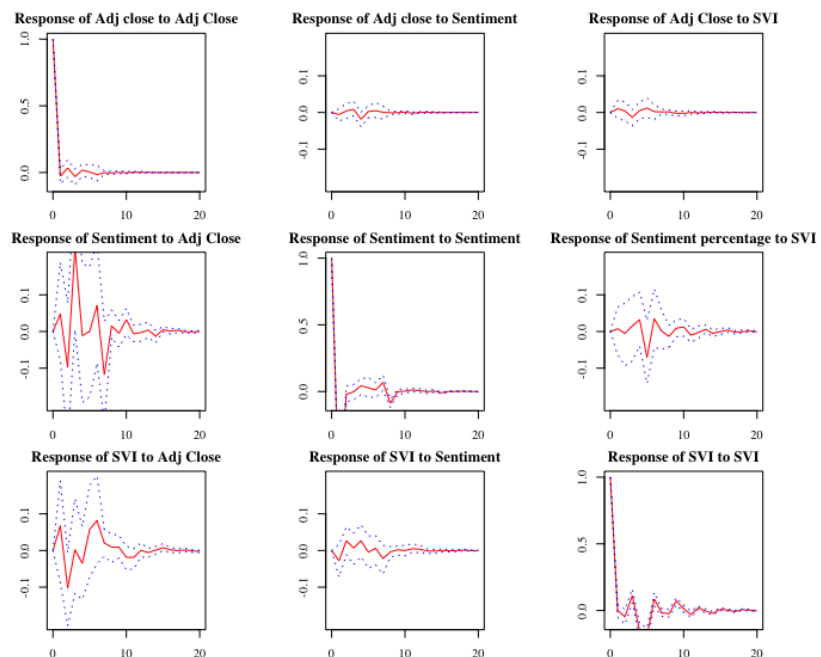 Response of Adj close to Adj Close
Response of Adj close to Sentiment
Response of Adj Close to SVI
1.0
0.5
0.0
0 10 20
0.1
0.0
-0.1
0 10 20
0.1
0.0
-0.1
0 10 20
Response of Sentiment to Adj Close
Response of Sentiment to Sentiment
Response of Sentiment percentage to SVI
0.1
0.0
-0.1
0 10 20
1.0
0.5
0.0
0 10 20
0.1
0.0
-0.1
0 10 20
Response of SVI to Adj Close
Response of SVI to Sentiment
Response of SVI to SVI
0.1
0.0
-0.1
0 10 20
0.1
0.0
-0.1
0 10 20
1.0
0.5
0.0
0 10 20